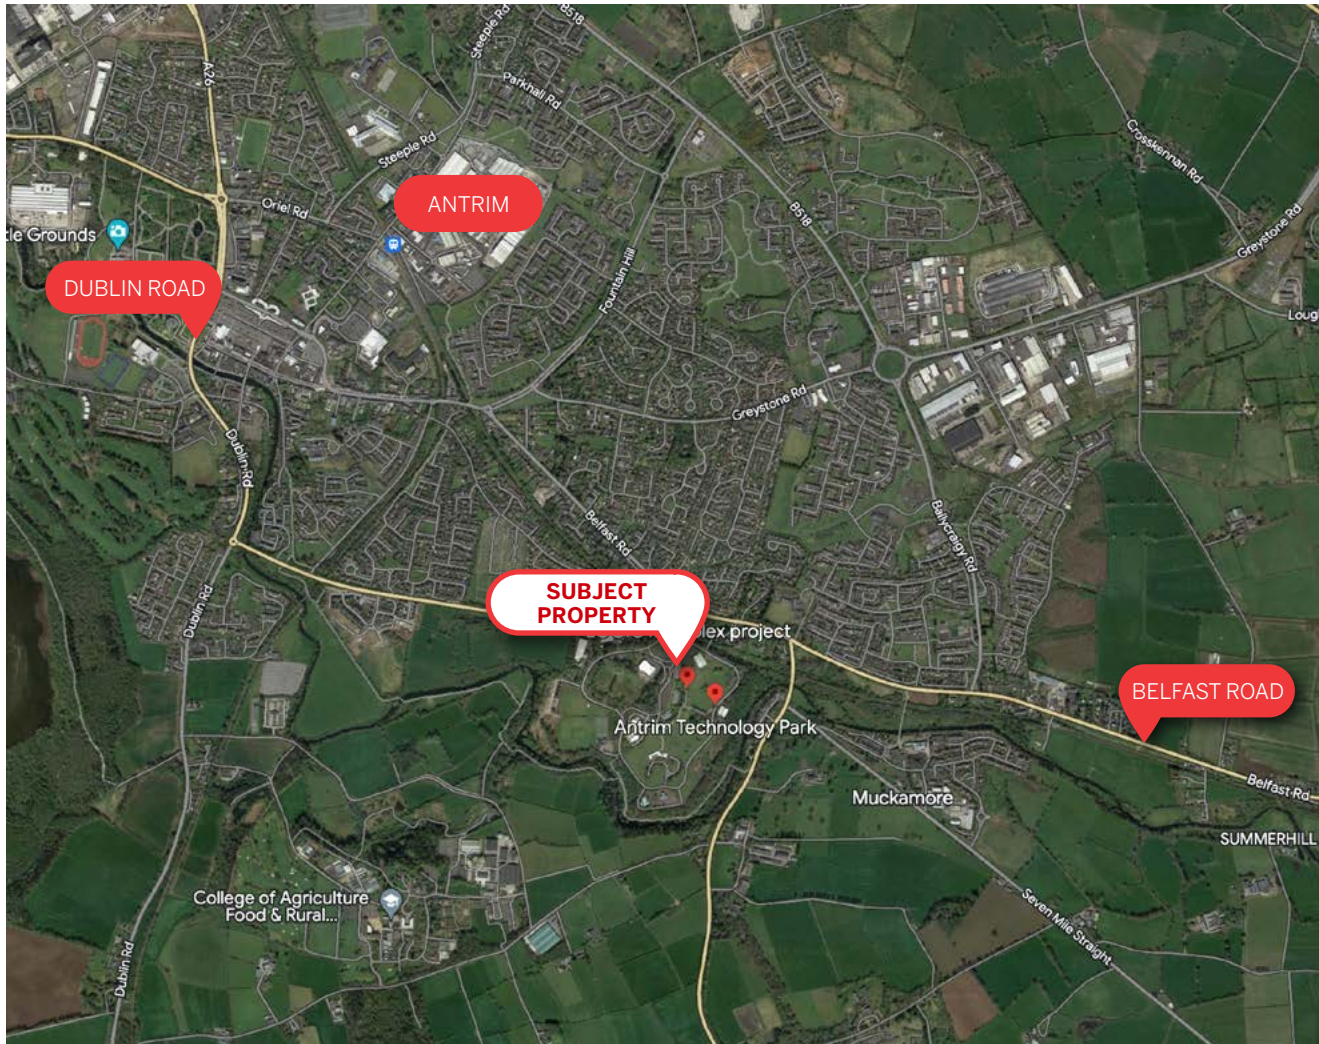 B518
Steeple Rd
A26
Parkhall Rd
Steeple Rd
Crosskennan Rd
ANTRIM
Oriel Rd
B518
Greystone Rd
tle Grounds
Fountain Hill
DUBLIN ROAD
Loug
Greystone Rd
Dublin Rd
Belfast Rd
Ballycraigy Rd
SUBJECT
PROPERTY
Dublin Rd
lex project
BELFAST ROAD
Antrim Technology Park
Belfast Rd
Muckamore
SUMMERHILL
College of Agriculture
Food & Rural...
Seven Mile Straight
Dublin Rd